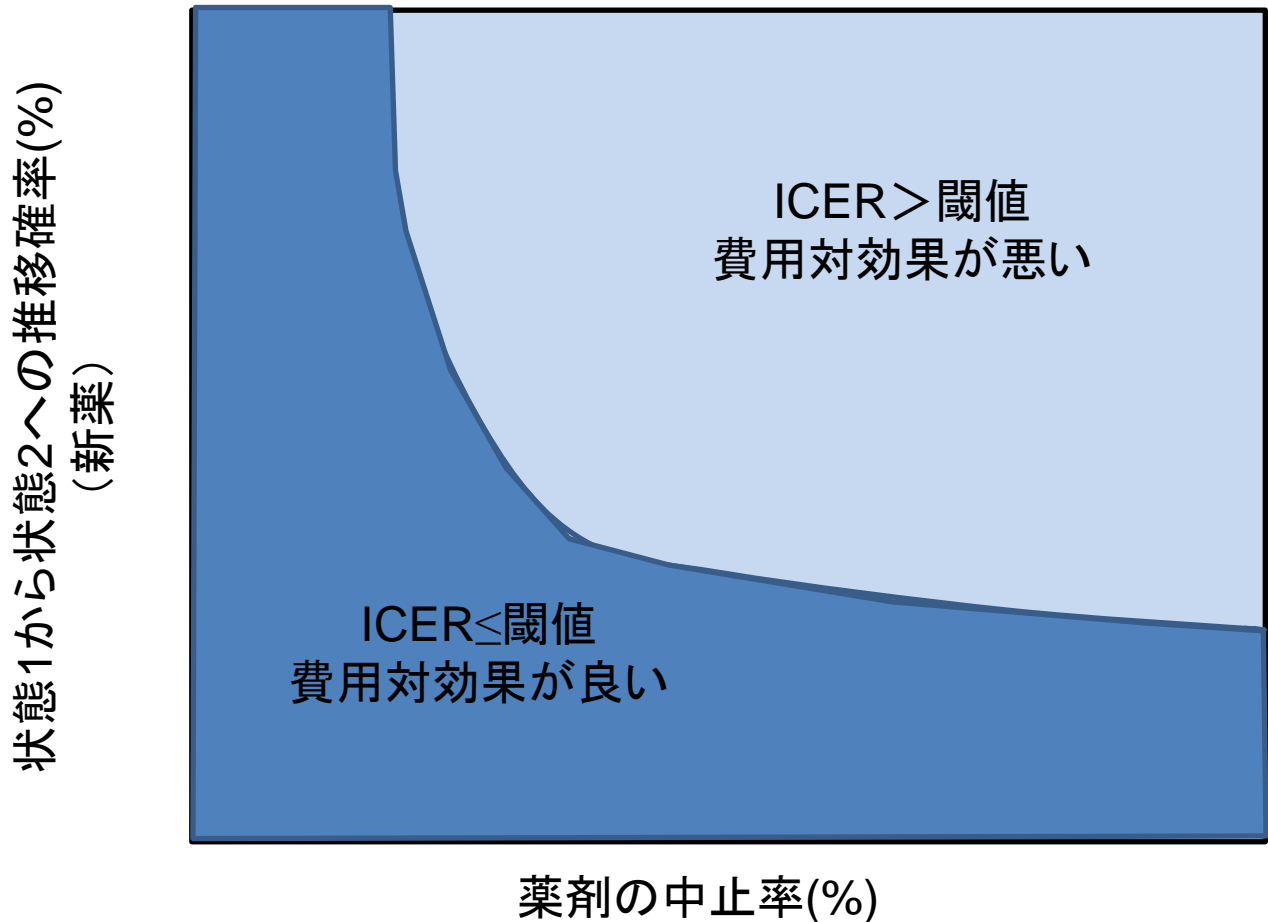 状態1から状態2への推移確率(%)
（新薬）
ICER＞閾値
費用対効果が悪い
ICER≤閾値
費用対効果が良い
薬剤の中止率(%)